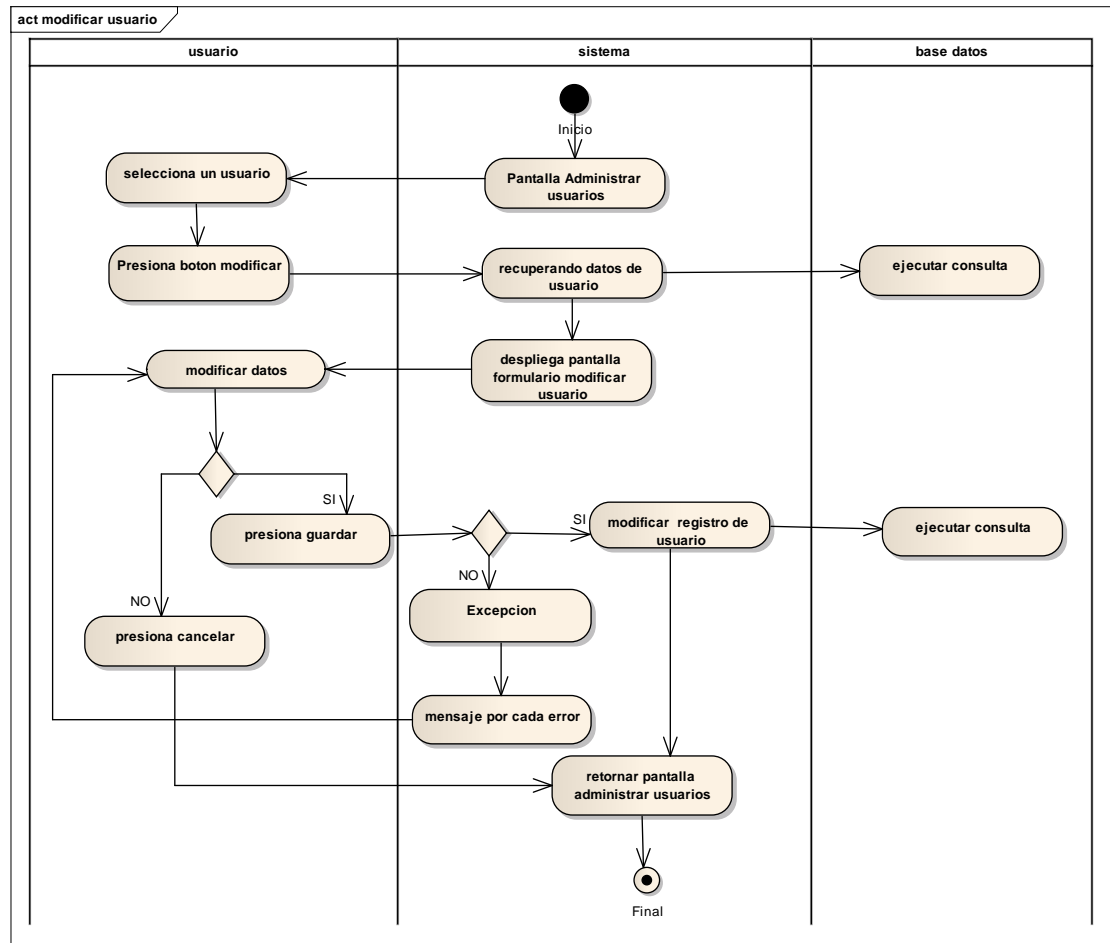 act modificar usuario
usuario
sistema
base datos
Inicio
selecciona un usuario
Pantalla Administrar
usuarios
Presiona boton modificar
recuperando datos de
usuario
ejecutar consulta
modificar datos
despliega pantalla
formulario modificar
usuario
SI
presiona guardar
SI
modificar registro de
usuario
ejecutar consulta
NO
Excepcion
NO
presiona cancelar
mensaje por cada error
retornar pantalla
administrar usuarios
Final